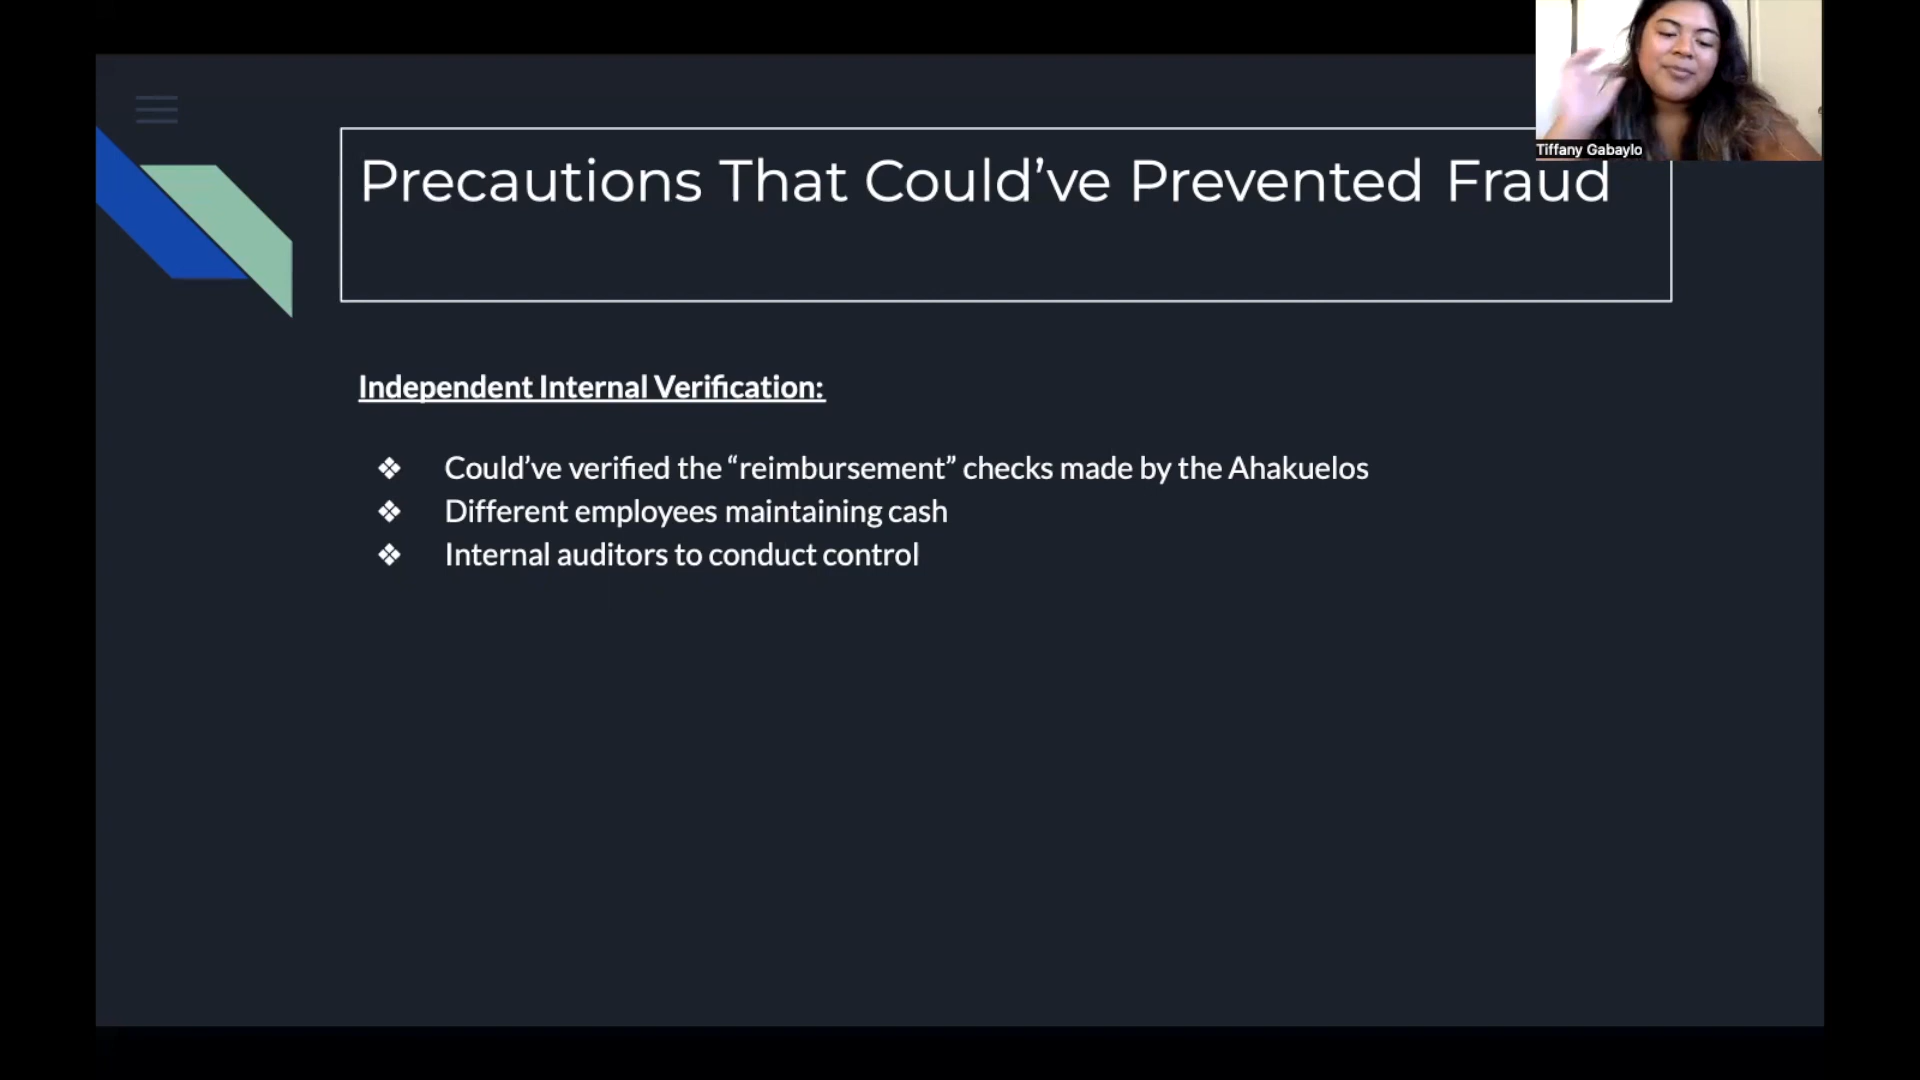 Tiffany Gabaylo
Precautions That Could’ve Prevented Fraud
Independent Internal Verification:
❖ Could’ve verified the “reimbursement” checks made by the Ahakuelos
❖ Different employees maintaining cash
❖ Internal auditors to conduct control